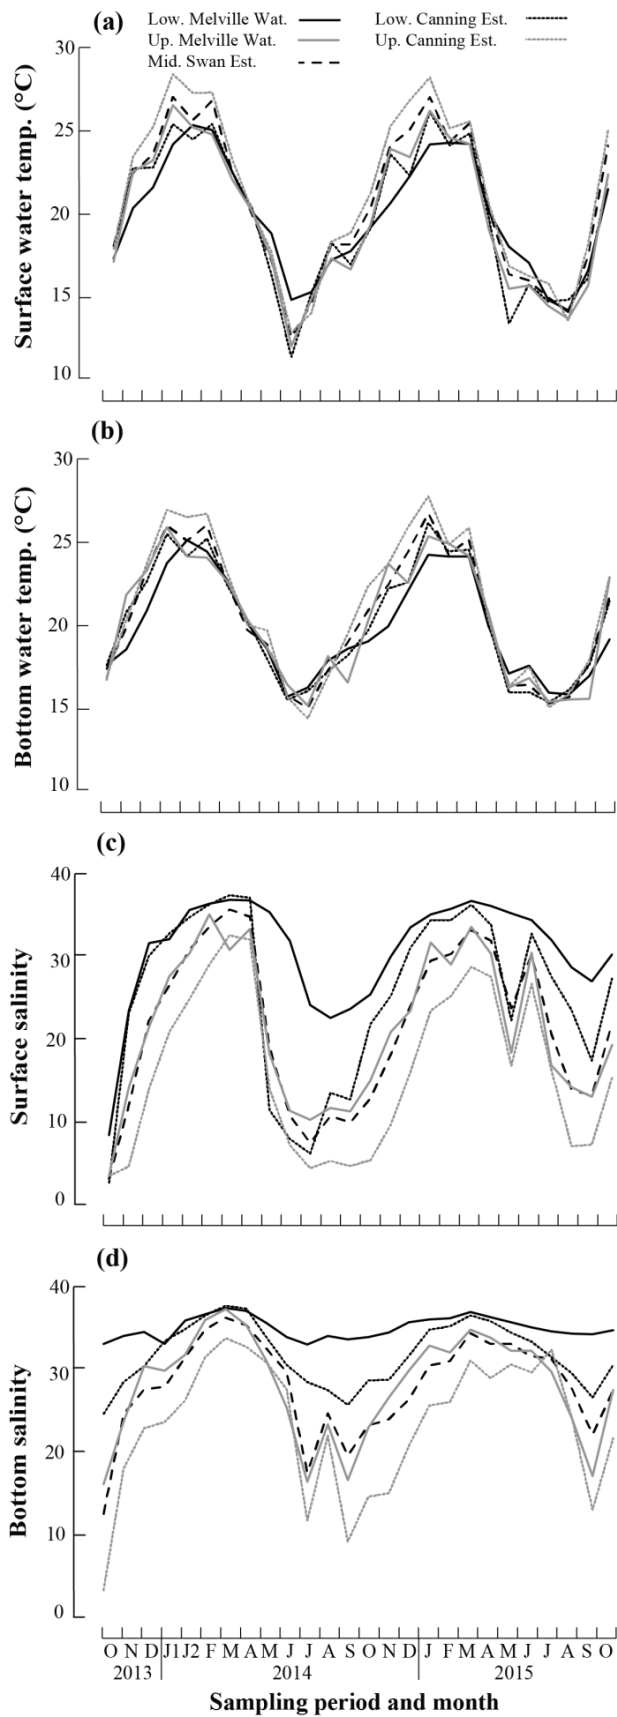 (a) Low. Melville Wat. Low. Canning Est.
Up. Melville Wat. Up. Canning Est.
Mid. Swan Est.
Surface water temp. (°C)
30
25
20
15
10
(b)
Bottom water temp. (°C)
30
25
20
15
10
(c)
Surface salinity
40
30
20
10
0
(d)
Bottom salinity
40
30
20
10
0
O N D J1 J2 F M A M J J A S O N D J F M A M J J A S O
2013 2014 2015
Sampling period and month